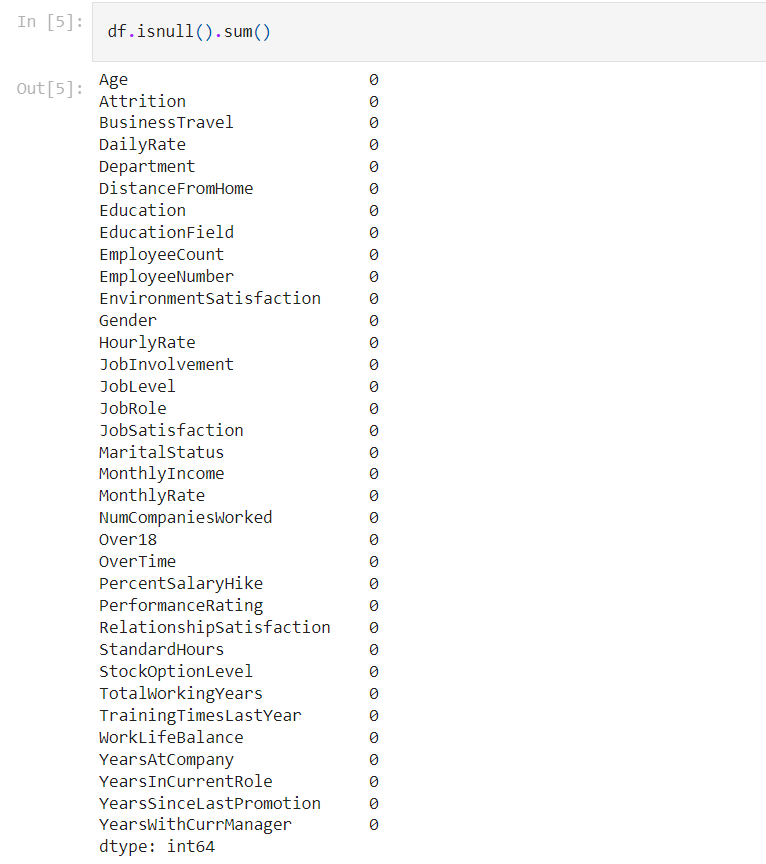 In [5]: df.isnull().sum()
Out[5]: Age 0
Attrition 0
BusinessTravel 0
DailyRate 0
Department 0
DistanceFromHome 0
Education 0
EducationField 0
EmployeeCount 0
EmployeeNumber 0
EnvironmentSatisfaction 0
Gender 0
HourlyRate 0
JobInvolvement 0
JobLevel 0
JobRole 0
JobSatisfaction 0
MaritalStatus 0
MonthlyIncome 0
MonthlyRate 0
NumCompaniesWorked 0
Over18 0
OverTime 0
PercentSalaryHike 0
PerformanceRating 0
RelationshipSatisfaction 0
StandardHours 0
StockOptionLevel 0
TotalWorkingYears 0
TrainingTimesLastYear 0
WorkLifeBalance 0
YearsAtCompany 0
YearsInCurrentRole 0
YearsSinceLastPromotion 0
YearsWithCurrManager 0
dtype: int64